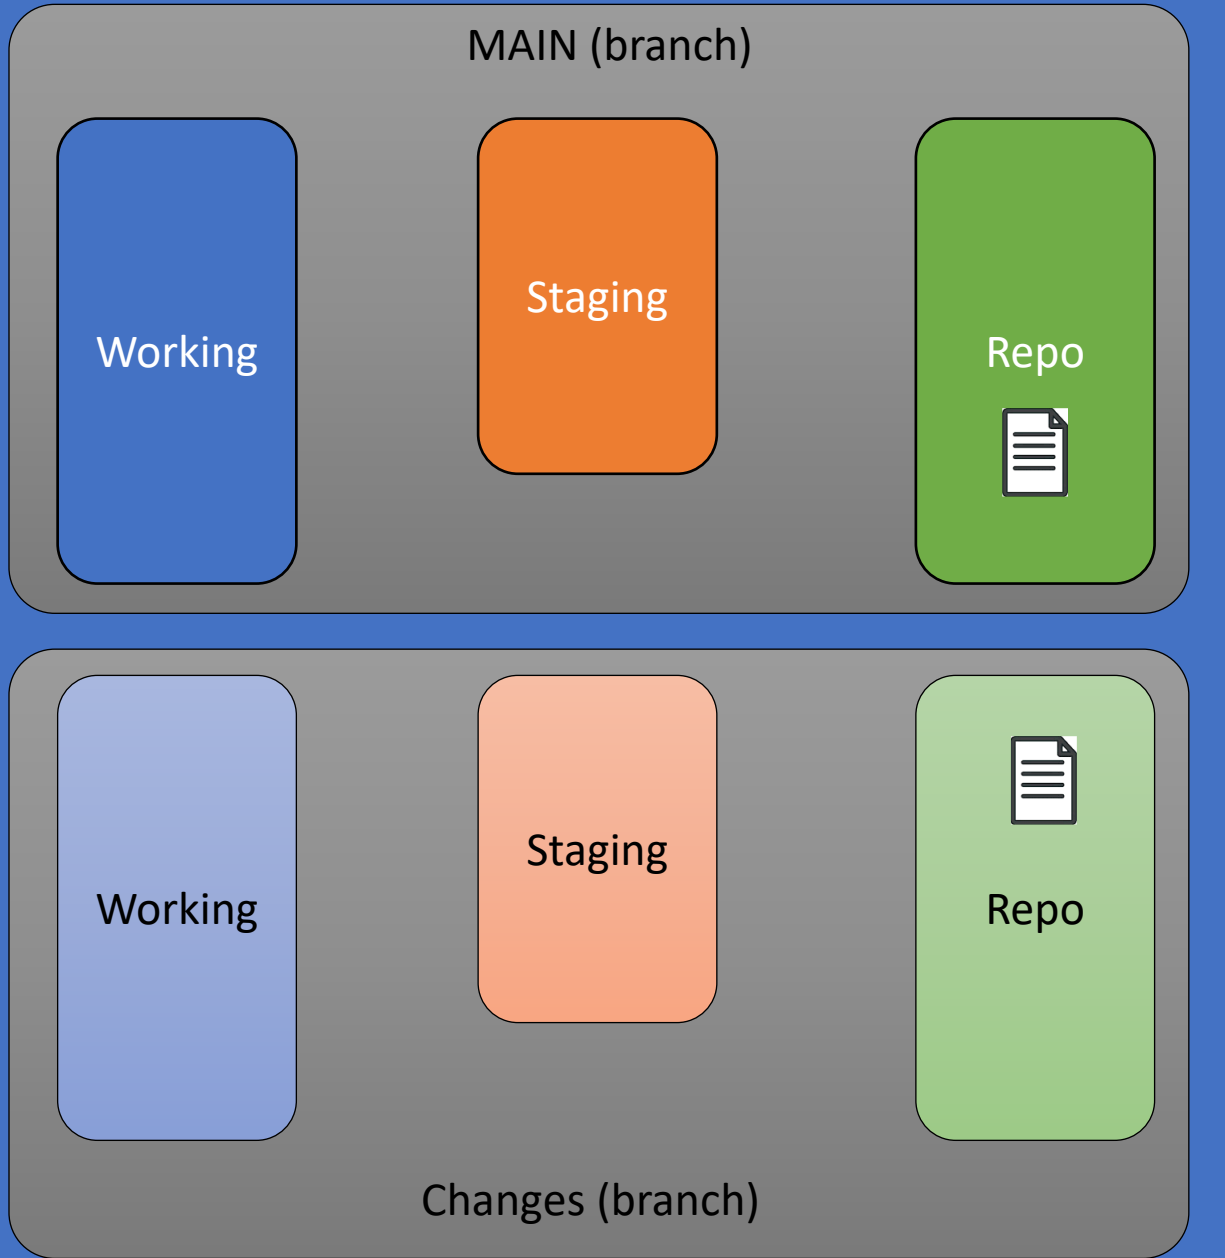 MAIN (branch)
Working
Staging
Repo
Working
Staging
Repo
Changes (branch)